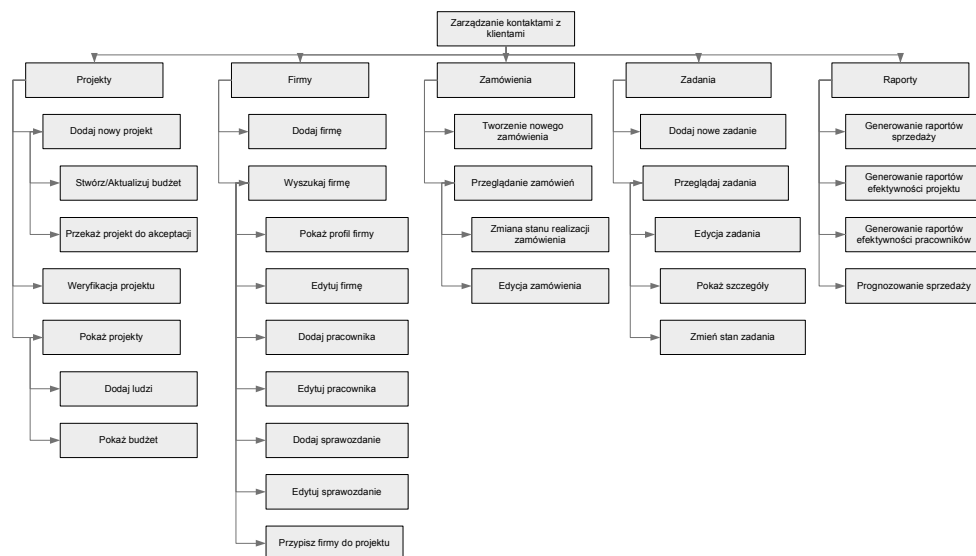 Zarządzanie kontaktami z
klientami
Projekty
Dodaj nowy projekt
Stwórz/Aktualizuj budżet
Przekaż projekt do akceptacji
Weryfikacja projektu
Pokaż projekty
Dodaj ludzi
Pokaż budżet
Firmy
Dodaj firmę
Wyszukaj firmę
Pokaż profil firmy
Edytuj firmę
Dodaj pracownika
Edytuj pracownika
Dodaj sprawozdanie
Edytuj sprawozdanie
Przypisz firmy do projektu
Zamówienia
Tworzenie nowego
zamówienia
Przeglądanie zamówień
Zmiana stanu realizacji
zamówienia
Edycja zamówienia
Zadania
Dodaj nowe zadanie
Przeglądaj zadania
Edycja zadania
Pokaż szczegóły
Zmień stan zadania
Raporty
Generowanie raportów
sprzedaży
Generowanie raportów
efektywności projektu
Generowanie raportów
efektywności pracowników
Prognozowanie sprzedaży